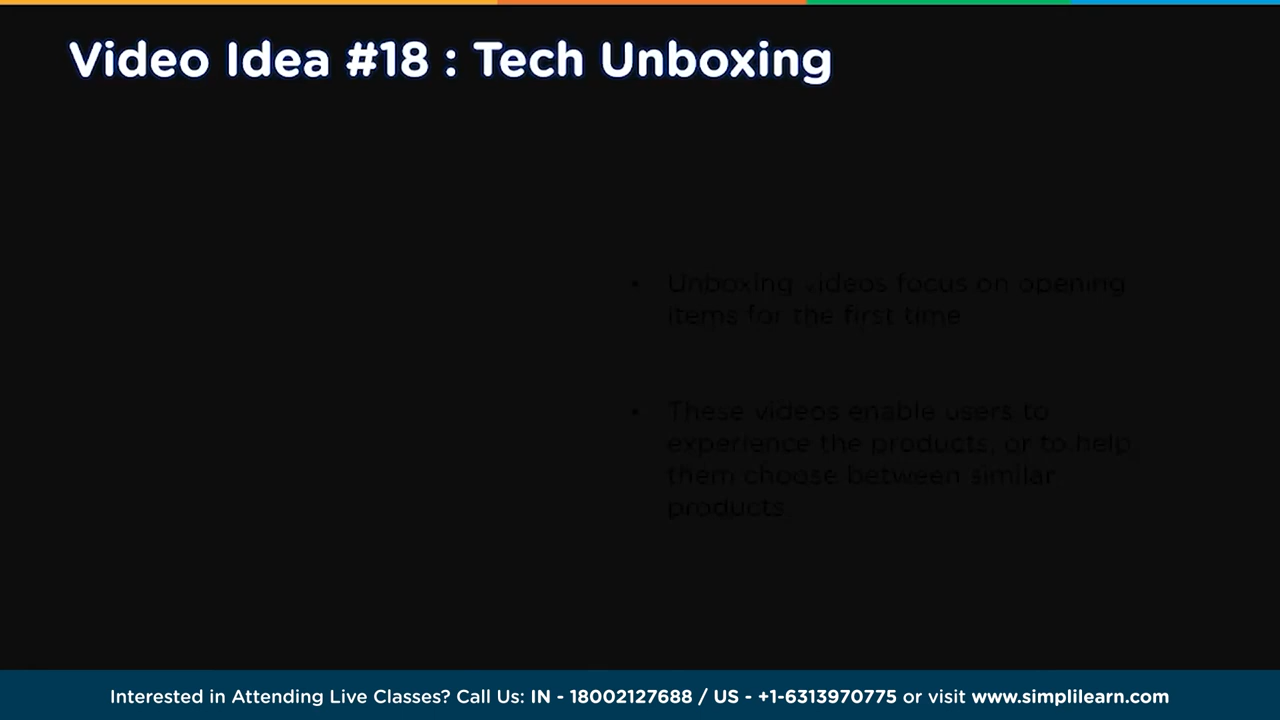 Video Idea #18 : Tech Unboxing
• Unboxing videos focus on opening
items for the first time
• These videos enable users to
experience the products, or to help
them choose between similar
products
Interested in Attending Live Classes? Call Us: IN - 18002127688 / US - +1-6313970775 or visit www.simplilearn.com